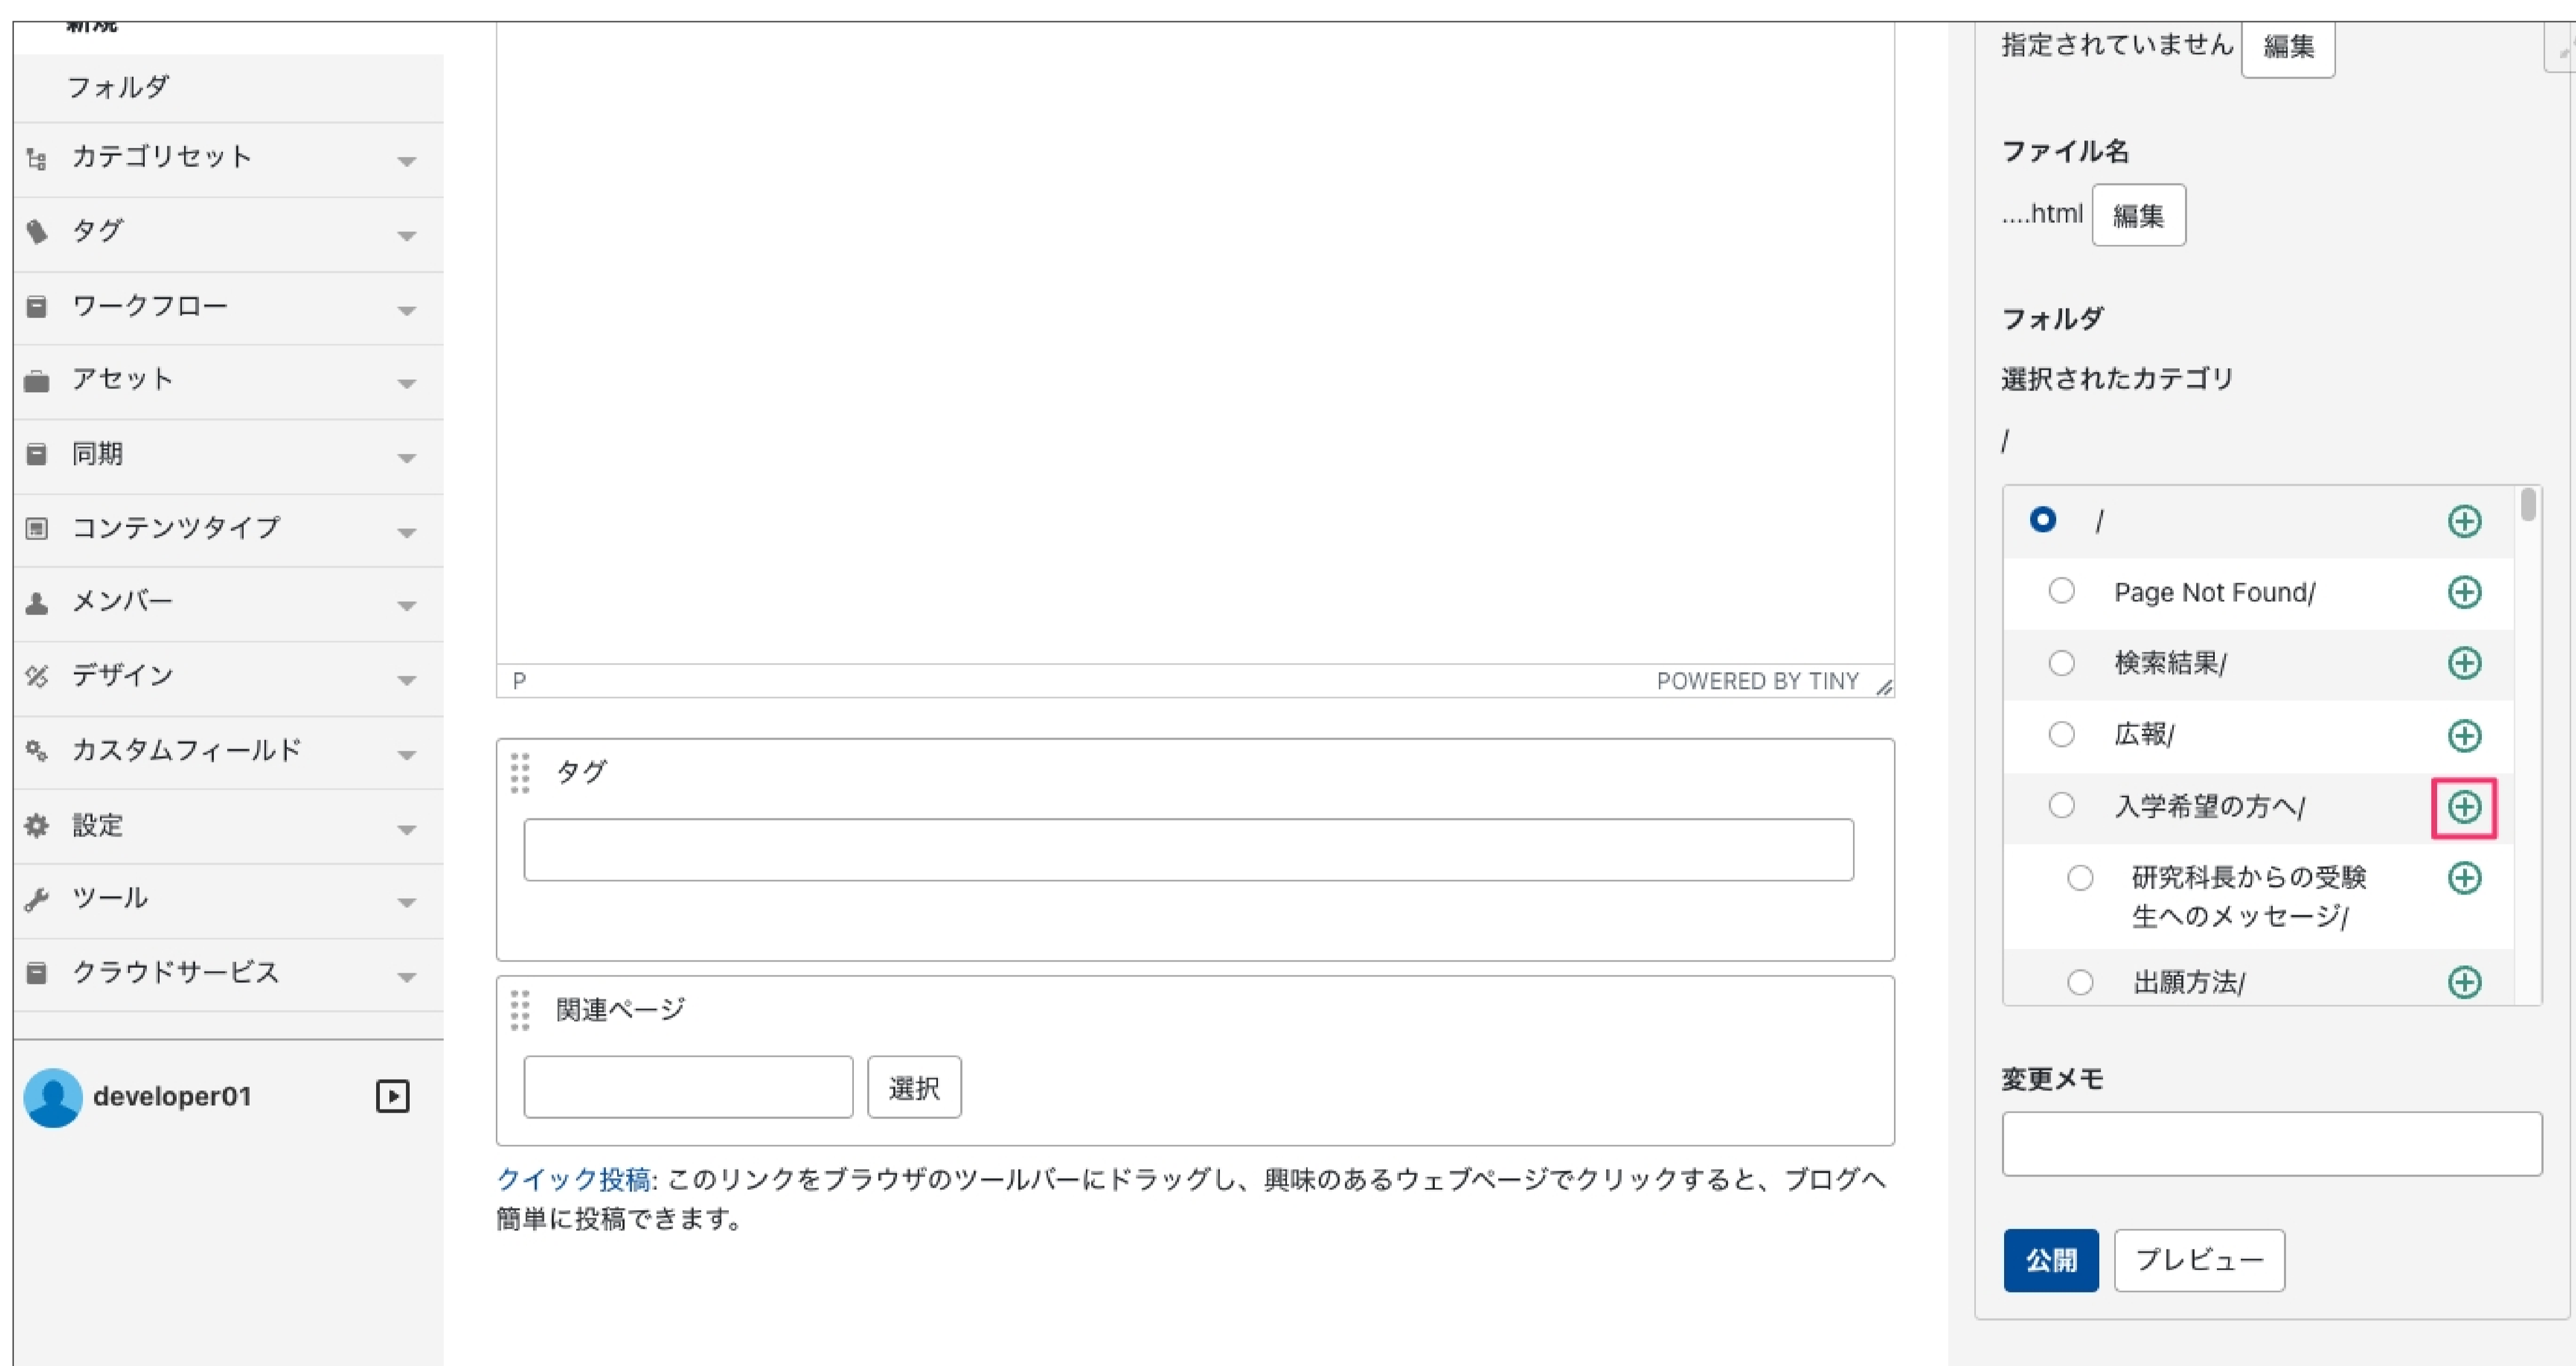 新規
フォルダ
カテゴリセット
タグ
ワークフロー
アセット
同期
コンテンツタイプ
メンバー
デザイン
カスタムフィールド
設定
ツール
クラウドサービス
developer01
P
POWERED BY TINY
タグ
関連ページ
選択
クイック投稿: このリンクをブラウザのツールバーにドラッグし、興味のあるウェブページでクリックすると、ブログへ
簡単に投稿できます。
指定されていません 編集
ファイル名
....html 編集
フォルダ
選択されたカテゴリ
/
/
Page Not Found/
検索結果/
広報/
入学希望の方へ/
研究科長からの受験
生へのメッセージ/
出願方法/
変更メモ
公開 プレビュー